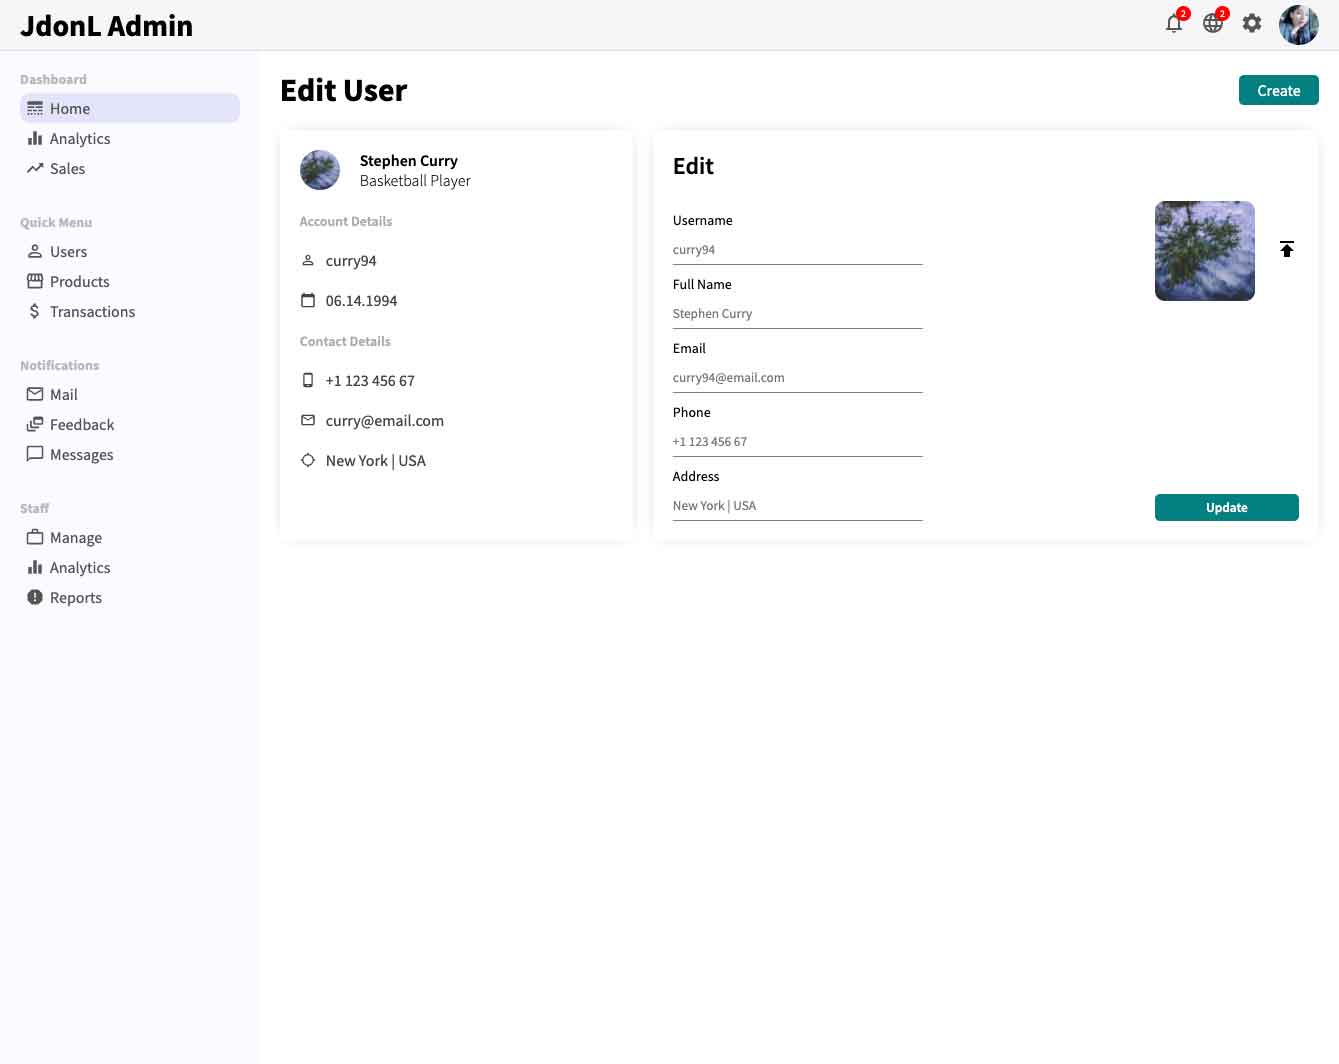 JdonL Admin
2
2
Dashboard
Home
Analytics
Sales
Quick Menu
Users
Products
Transactions
Notifications
Mail
Feedback
Messages
Staff
Manage
Analytics
Reports
Edit User
Create
Stephen Curry
Basketball Player
Account Details
curry94
06.14.1994
Contact Details
+1 123 456 67
curry@email.com
New York | USA
Edit
Username
curry94
Full Name
Stephen Curry
Email
curry94@email.com
Phone
+1 123 456 67
Address
New York | USA
Update